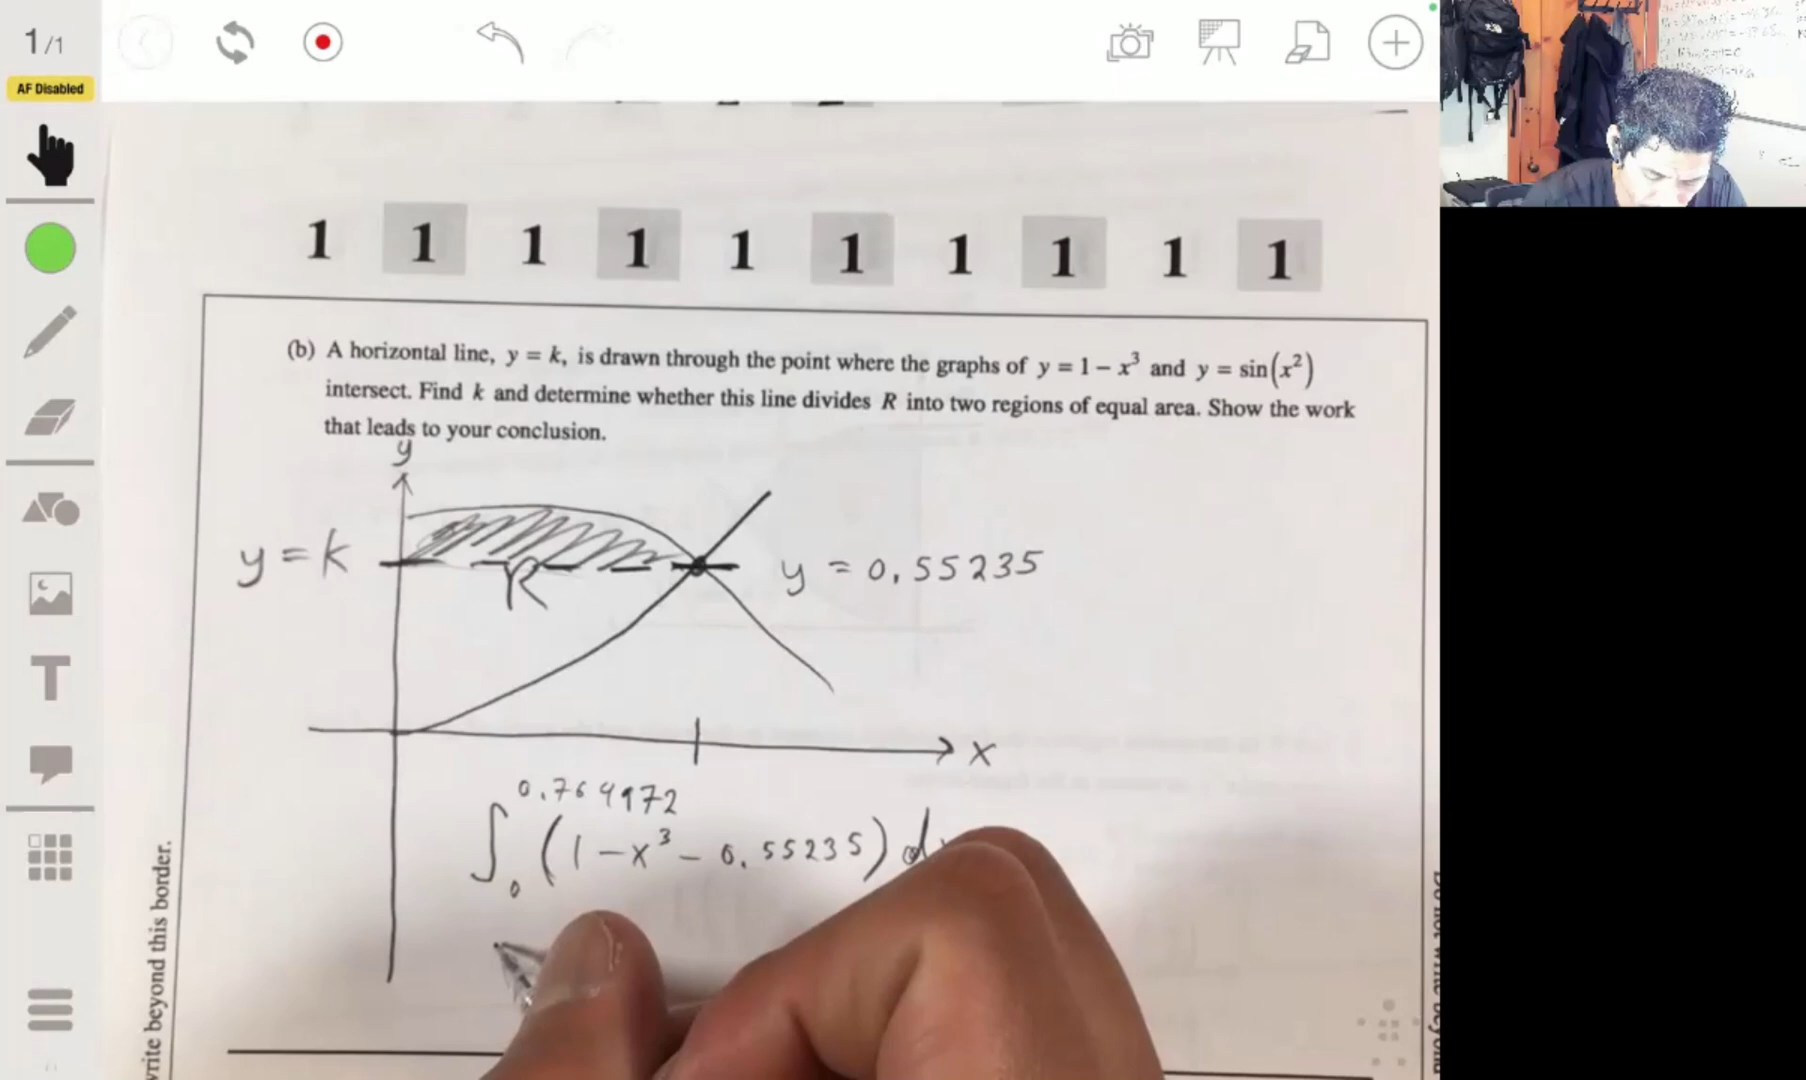 1/1
AF Disabled
1 1 1 1 1 1 1 1 1 1
(b) A horizontal line, y = k, is drawn through the point where the graphs of y = 1 − x³ and y = sin(x²)
intersect. Find k and determine whether this line divides R into two regions of equal area. Show the work
that leads to your conclusion.
y
y = k
R
y = 0.55235
x
∫₀^0.764972 (1 − x³ − 0.55235) d
write beyond this border.
T